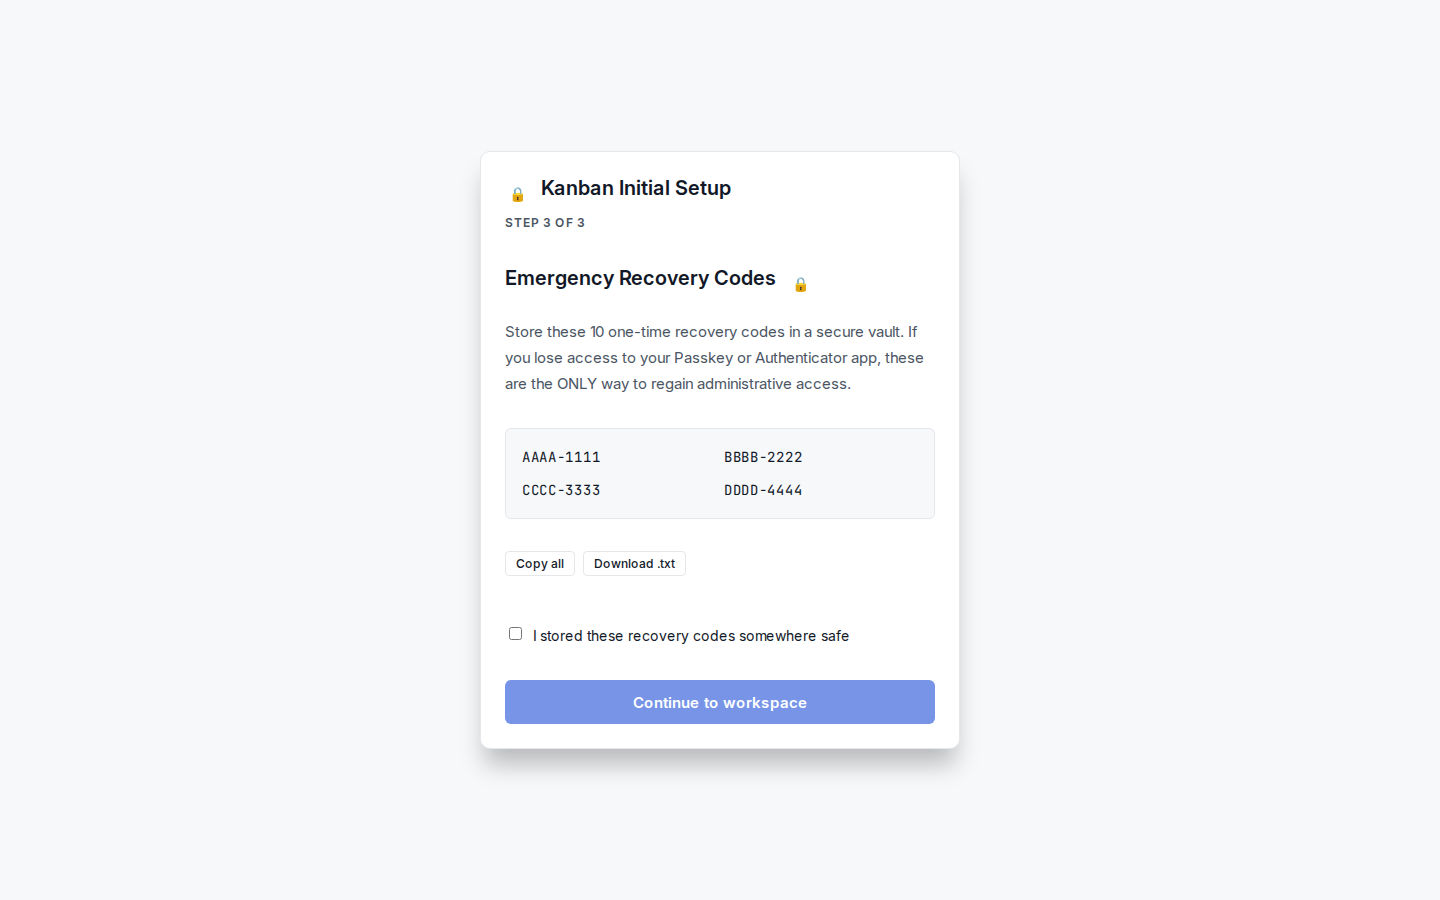 🔒 Kanban Initial Setup
STEP 3 OF 3
Emergency Recovery Codes 🔒
Store these 10 one-time recovery codes in a secure vault. If
you lose access to your Passkey or Authenticator app, these
are the ONLY way to regain administrative access.
AAAA-1111 BBBB-2222
CCCC-3333 DDDD-4444
Copy all Download .txt
I stored these recovery codes somewhere safe
Continue to workspace